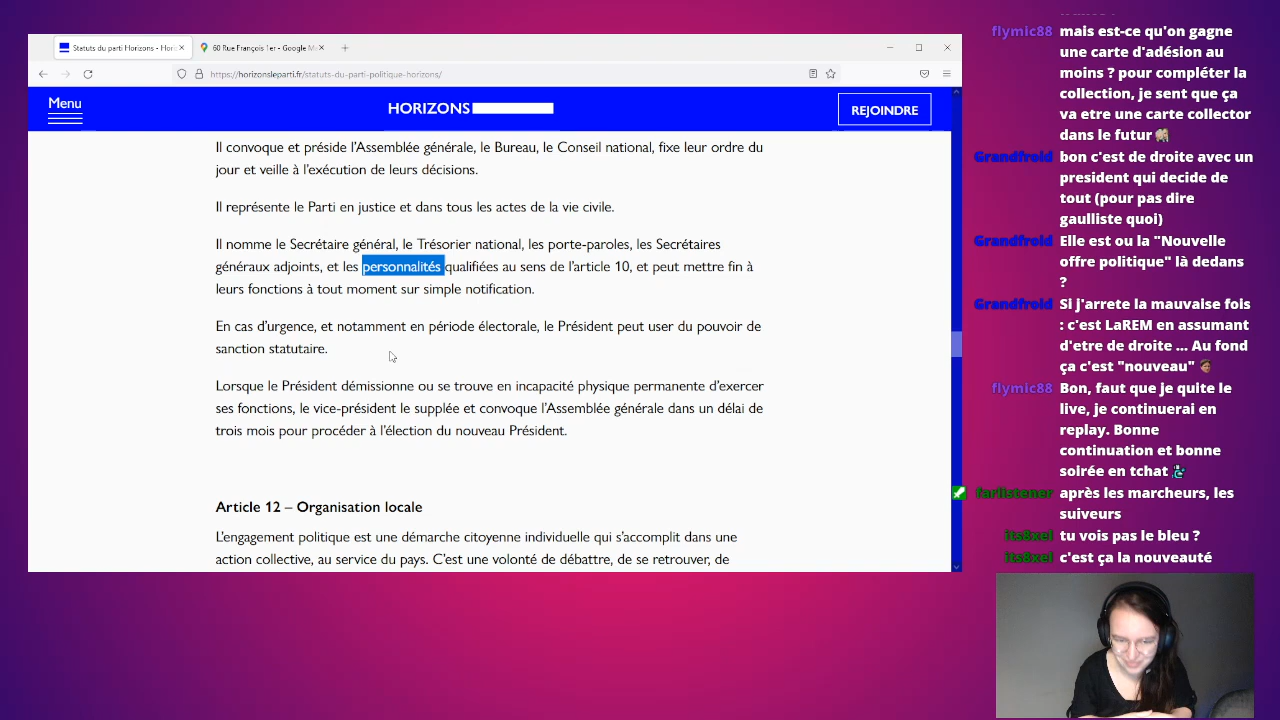 Statuts du parti Horizons - Hor
60 Rue François 1er - Google M
https://horizonsleparti.fr/statuts-du-parti-politique-horizons/
Menu
HORIZONS
REJOINDRE
Il convoque et préside l'Assemblée générale, le Bureau, le Conseil national, fixe leur ordre du
jour et veille à l'exécution de leurs décisions.
Il représente le Parti en justice et dans tous les actes de la vie civile.
Il nomme le Secrétaire général, le Trésorier national, les porte-paroles, les Secrétaires
généraux adjoints, et les personnalités qualifiées au sens de l'article 10, et peut mettre fin à
leurs fonctions à tout moment sur simple notification.
En cas d'urgence, et notamment en période électorale, le Président peut user du pouvoir de
sanction statutaire.
Lorsque le Président démissionne ou se trouve en incapacité physique permanente d'exercer
ses fonctions, le vice-président le supplée et convoque l'Assemblée générale dans un délai de
trois mois pour procéder à l'élection du nouveau Président.
Article 12 – Organisation locale
L'engagement politique est une démarche citoyenne individuelle qui s'accomplit dans une
action collective, au service du pays. C'est une volonté de débattre, de se retrouver, de
flymic88 mais est-ce qu'on gagne
une carte d'adésion au
moins ? pour compléter la
collection, je sent que ça
va etre une carte collector
dans le futur
Grandfroid bon c'est de droite avec un
president qui decide de
tout (pour pas dire
gaulliste quoi)
Grandfroid Elle est ou la "Nouvelle
offre politique" là dedans
?
Grandfroid Si j'arrete la mauvaise fois
: c'est LaREM en assumant
d'etre de droite ... Au fond
ça c'est "nouveau"
flymic88 Bon, faut que je quite le
live, je continuerai en
replay. Bonne
continuation et bonne
soirée en tchat
farlistener après les marcheurs, les
suiveurs
its8xel tu vois pas le bleu ?
its8xel c'est ça la nouveauté